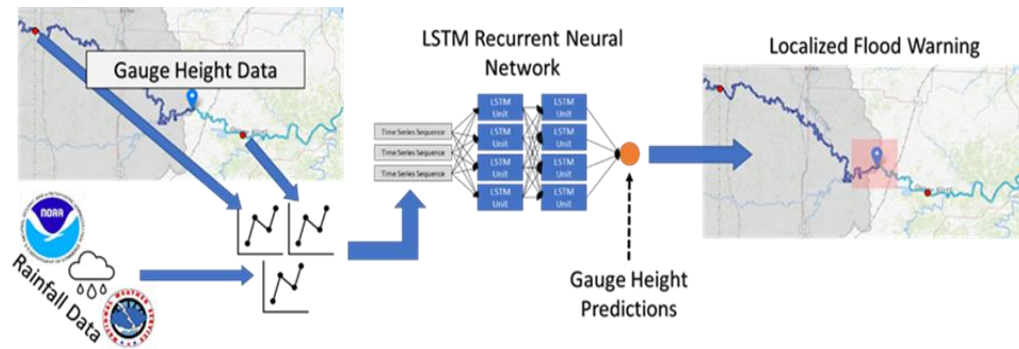 Gauge Height Data
NOAA
Rainfall Data
LSTM Recurrent Neural
Network
Time Series Sequence
Time Series Sequence
Time Series Sequence
LSTM
Unit
LSTM
Unit
LSTM
Unit
LSTM
Unit
LSTM
Unit
LSTM
Unit
LSTM
Unit
LSTM
Unit
Gauge Height
Predictions
Localized Flood Warning